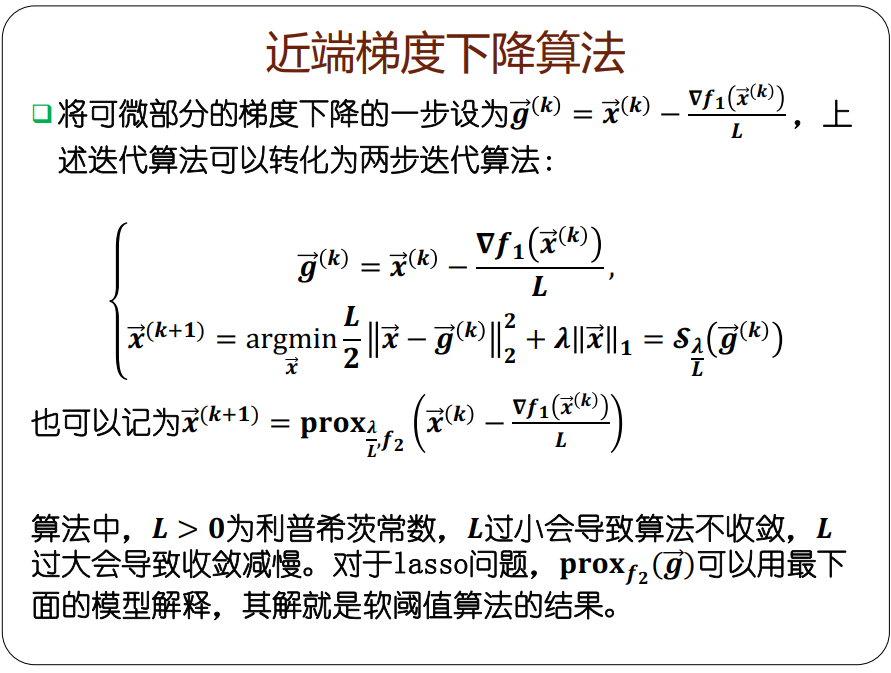 近端梯度下降算法
❑将可微部分的梯度下降的一步设为$\vec{g}^{(k)} = \vec{x}^{(k)} - \frac{\nabla f_1(\vec{x}^{(k)})}{L}$，上
述迭代算法可以转化为两步迭代算法：
$\vec{g}^{(k)} = \vec{x}^{(k)} - \frac{\nabla f_1(\vec{x}^{(k)})}{L},$
$\vec{x}^{(k+1)} = \underset{\vec{x}}{\mathrm{argmin}} \frac{L}{2} \left\| \vec{x} - \vec{g}^{(k)} \right\|_2^2 + \lambda \|\vec{x}\|_1 = \mathcal{S}_{\frac{\lambda}{L}}(\vec{g}^{(k)})$
也可以记为$\vec{x}^{(k+1)} = \mathbf{prox}_{\frac{\lambda}{L},f_2}\left(\vec{x}^{(k)} - \frac{\nabla f_1(\vec{x}^{(k)})}{L}\right)$
算法中，$L > 0$为利普希茨常数，$L$过小会导致算法不收敛，$L$
过大会导致收敛减慢。对于lasso问题，$\mathbf{prox}_{f_2}(\vec{g})$可以用最下
面的模型解释，其解就是软阈值算法的结果。